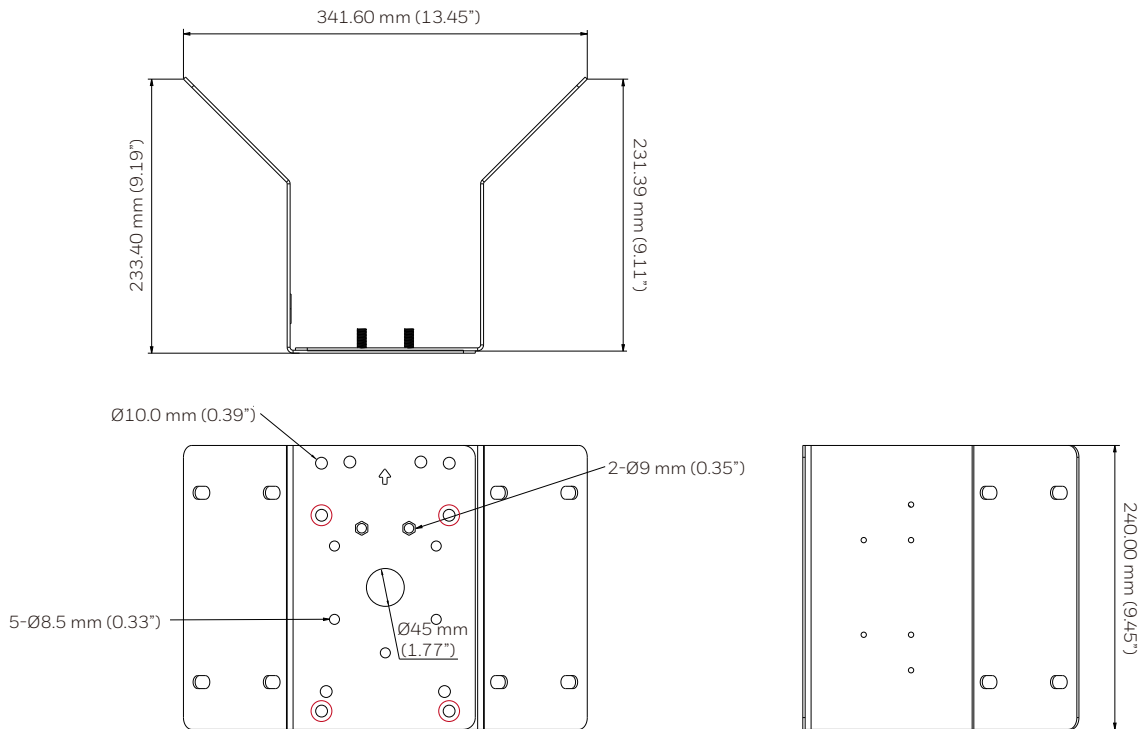 341.60 mm (13.45”)
233.40 mm (9.19”)
231.39 mm (9.11”)
Ø10.0 mm (0.39”)
2-Ø9 mm (0.35”)
5-Ø8.5 mm (0.33”)
Ø45 mm
(1.77”)
240.00 mm (9.45”)